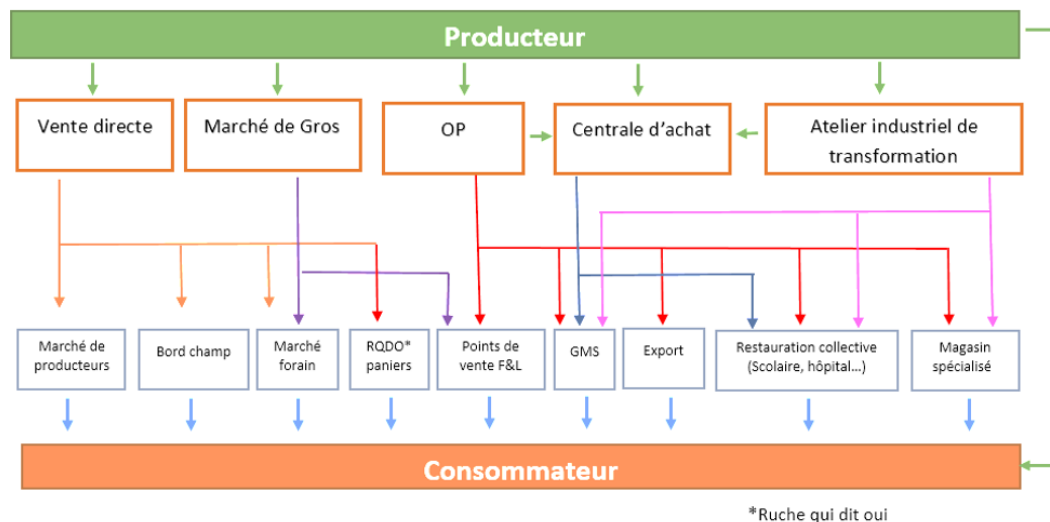 Producteur
Vente directe
Marché de Gros
OP
Centrale d'achat
Atelier industriel de
transformation
Marché de
producteurs
Bord champ
Marché
forain
RQDO*
paniers
Points de
vente F&L
GMS
Export
Restauration collective
(Scolaire, hôpital...)
Magasin
spécialisé
Consommateur
*Ruche qui dit oui